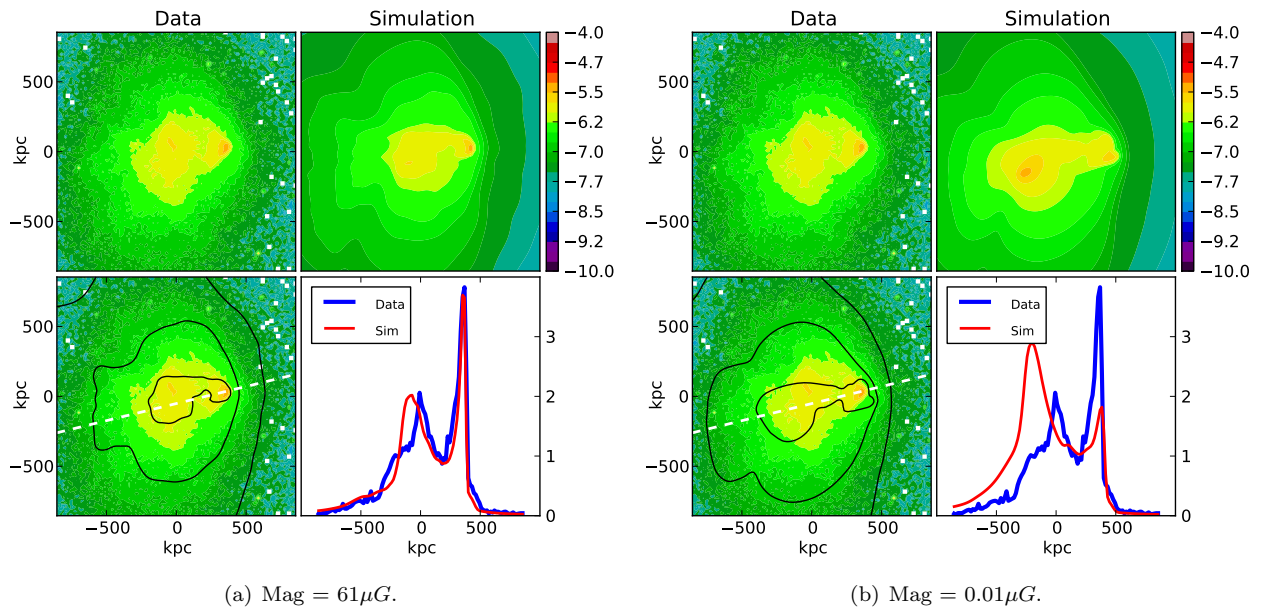 Data Simulation Data Simulation
−4.0 −4.0
500 −4.7 500 −4.7
−5.5 −5.5
kpc −6.2 kpc −6.2
0 −7.0 0 −7.0
−7.7 −7.7
−500 −8.5 −500 −8.5
−9.2 −9.2
−10.0 −10.0
Data Data
500 3 500 3
Sim Sim
kpc 0 2 kpc 0 2
−500 1 −500 1
0 0
−500 0 500 −500 0 500 −500 0 500 −500 0 500
kpc kpc kpc kpc
(a) Mag = 61μG. (b) Mag = 0.01μG.